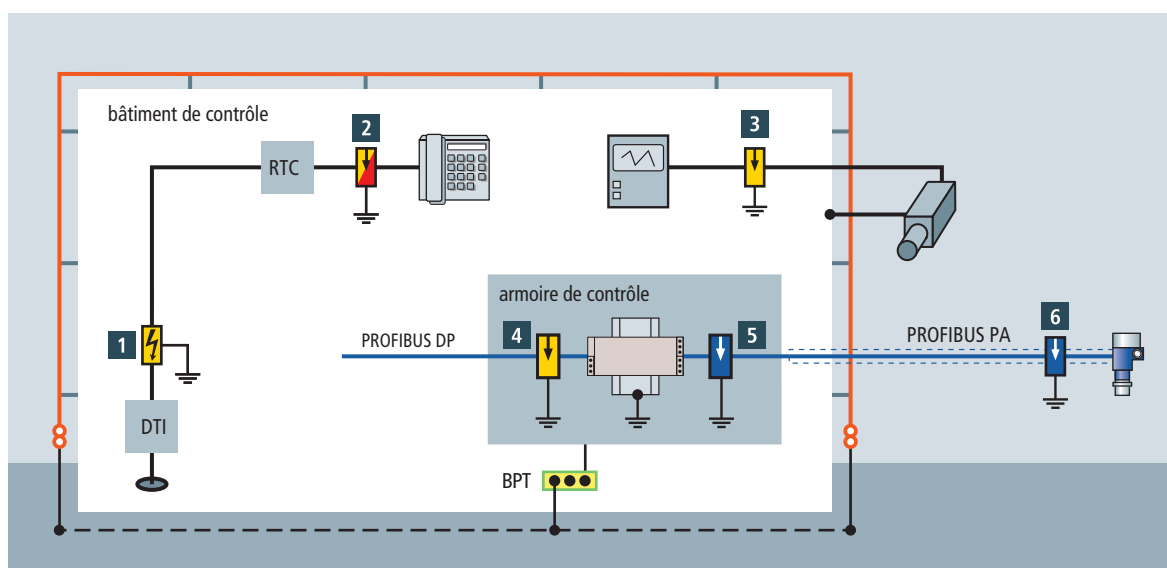 bâtiment de contrôle
2
3
RTC
armoire de contrôle
1
PROFIBUS DP
4
5
PROFIBUS PA
6
DTI
BPT